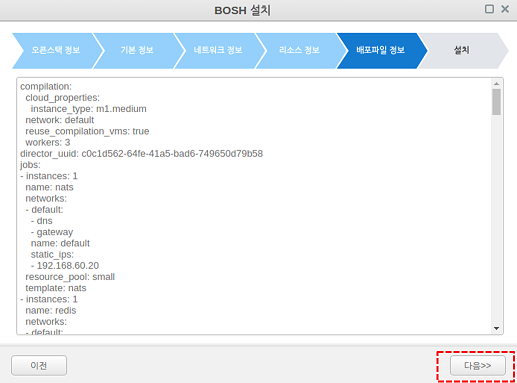 BOSH 설치
오픈스택 정보
기본 정보
네트워크 정보
리소스 정보
배포파일 정보
설치
compilation:
cloud_properties:
instance_type: m1.medium
network: default
reuse_compilation_vms: true
workers: 3
director_uuid: c0c1d562-64fe-41a5-bad6-749650d79b58
jobs:
- instances: 1
name: nats
networks:
- default:
- dns
- gateway
name: default
static_ips:
- 192.168.60.20
resource_pool: small
template: nats
- instances: 1
name: redis
networks:
- default:
이전
다음>>